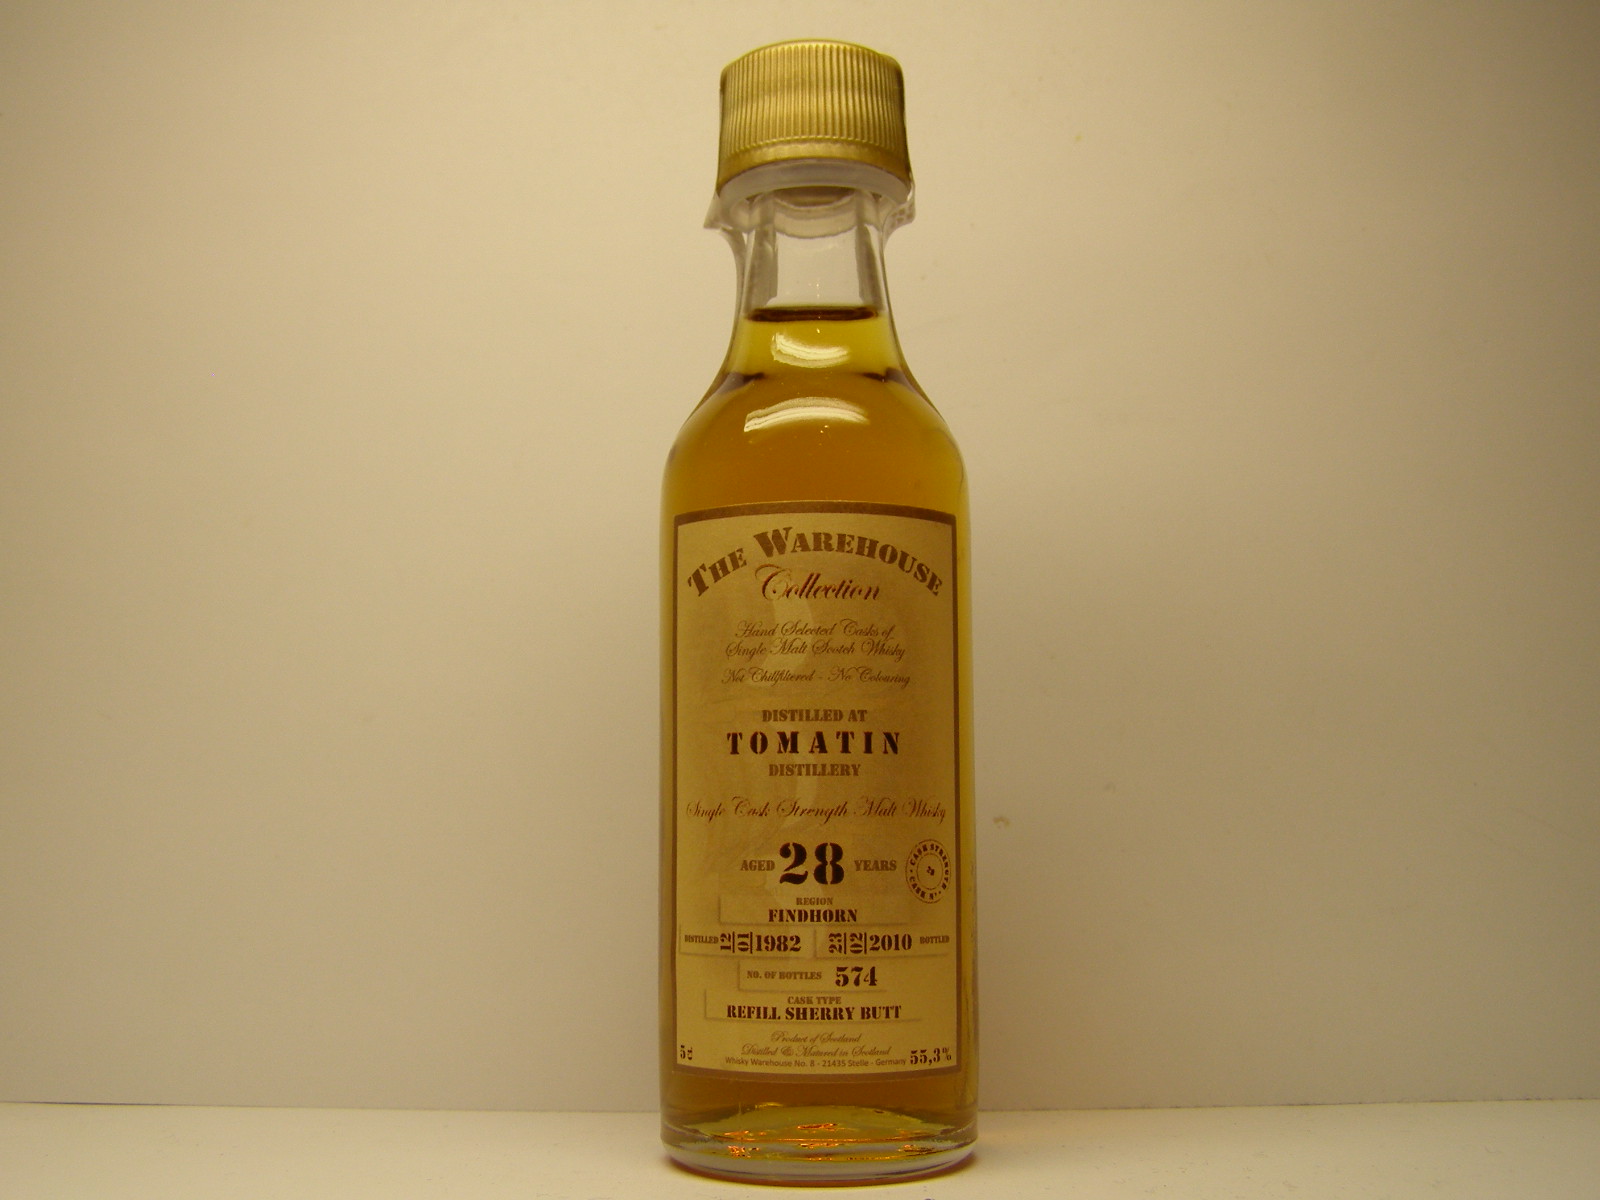 THE WAREHOUSE
Collection
Hand Selected Casks of
Single Malt Scotch Whisky
Not Chillfiltered - No Colouring
DISTILLED AT
TOMATIN
DISTILLERY
Single Cask Strength Malt Whisky
AGED 28 YEARS
CASK STRENGTH
REGION
FINDHORN
DISTILLED 12|01|1982 23|02|2010 BOTTLED
NO. OF BOTTLES 574
CASK TYPE
REFILL SHERRY BUTT
Product of Scotland
Distilled & Matured in Scotland
5cl Whisky Warehouse No. 8 - 21435 Stelle - Germany 55,3%